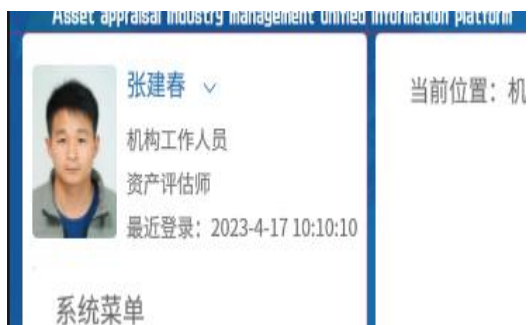 Asset appraisal industry management unified information platform
张建春
机构工作人员
资产评估师
最近登录：2023-4-17 10:10:10
系统菜单
当前位置：机